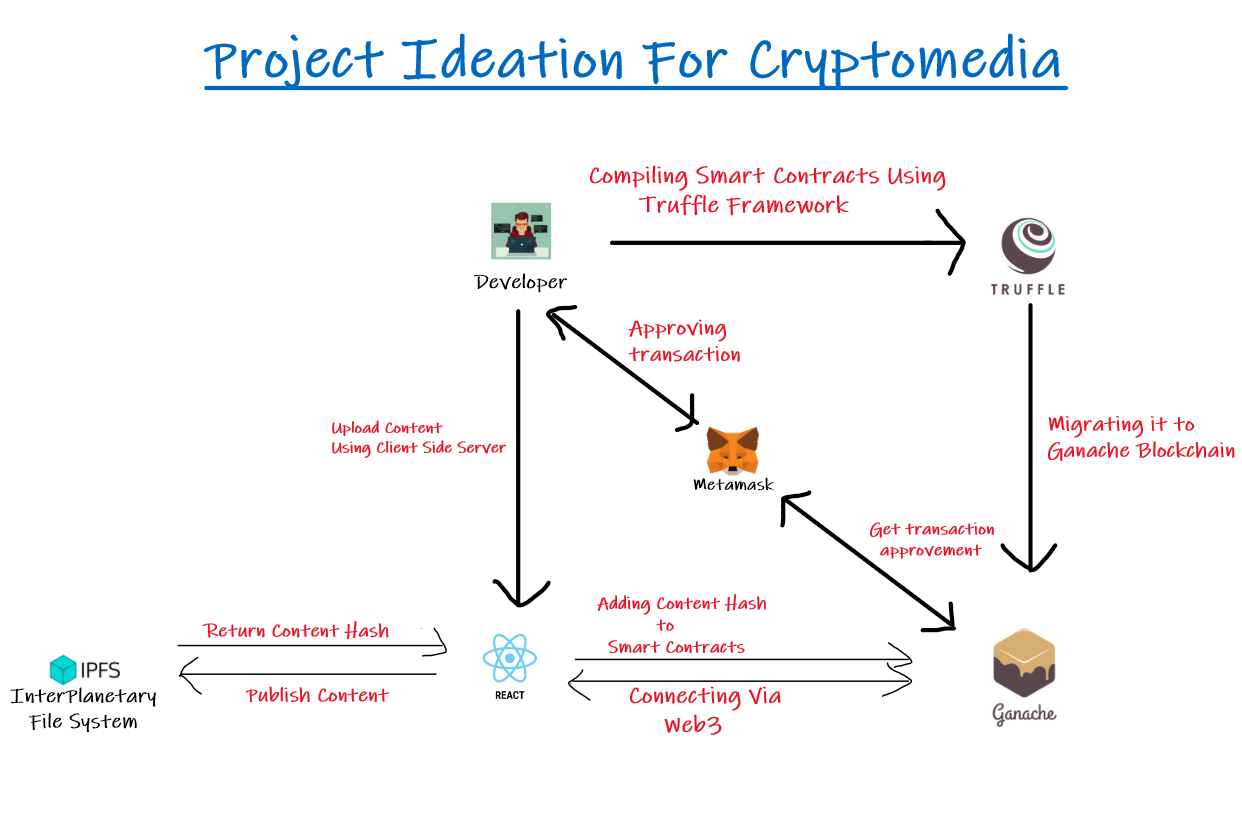 Project Ideation For Cryptomedia
Compiling Smart Contracts Using
Truffle Framework
Developer
TRUFFLE
Approving
transaction
Upload Content
Using Client Side Server
Metamask
Migrating it to
Ganache Blockchain
Get transaction
approvement
Adding Content Hash
to
Smart Contracts
Return Content Hash
IPFS
InterPlanetary
File System
Publish Content
REACT
Connecting Via
Web3
Ganache